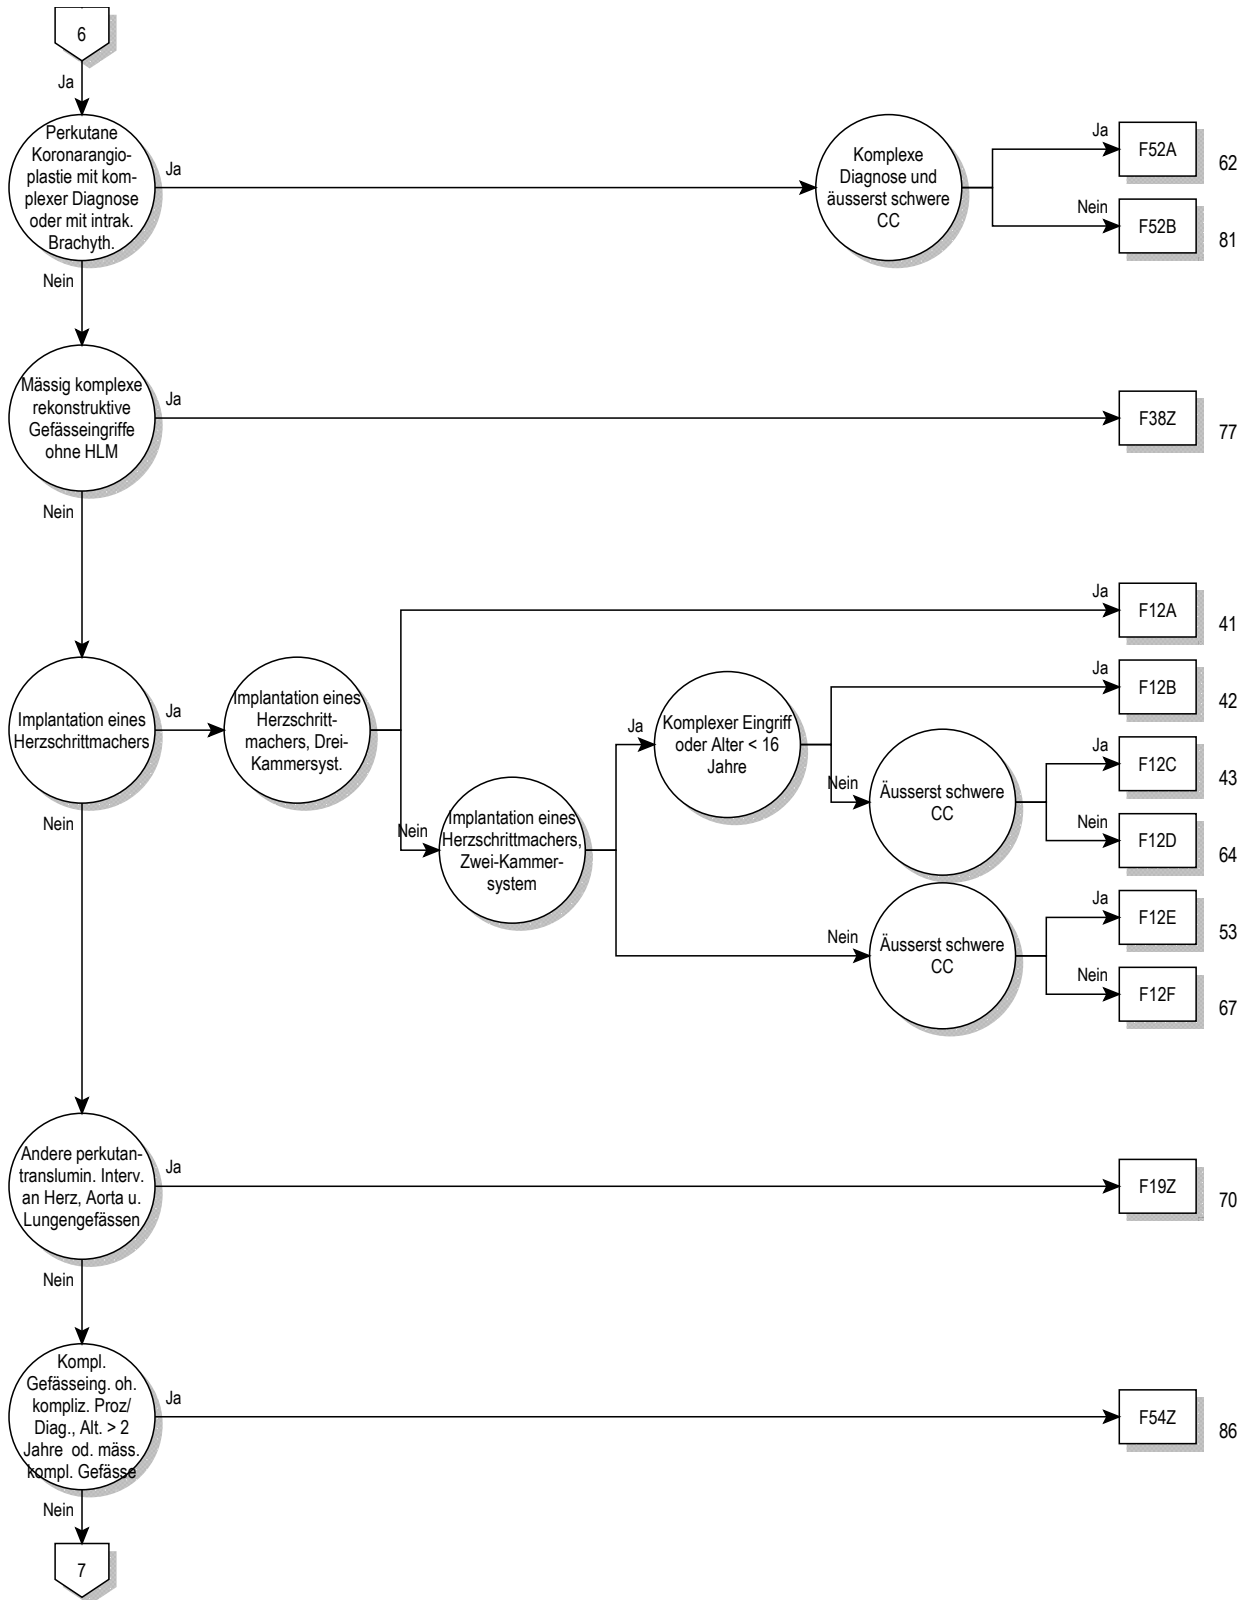 6
Ja
Perkutane
Koronarangio-
plastie mit kom-
plexer Diagnose
oder mit intrak.
Brachyth.
Ja
Komplexe
Diagnose und
äusserst schwere
CC
Ja
F52A
62
Nein
F52B
81
Nein
Mässig komplexe
rekonstruktive
Gefässeingriffe
ohne HLM
Ja
F38Z
77
Nein
Implantation eines
Herzschrittmachers
Ja
Implantation eines
Herzschritt-
machers, Drei-
Kammersyst.
Ja
F12A
41
Nein
Implantation eines
Herzschrittmachers,
Zwei-Kammer-
system
Ja
Komplexer Eingriff
oder Alter < 16
Jahre
Ja
F12B
42
Nein
Äusserst schwere
CC
Ja
F12C
43
Nein
F12D
64
Nein
Äusserst schwere
CC
Ja
F12E
53
Nein
F12F
67
Nein
Andere perkutan-
translumin. Interv.
an Herz, Aorta u.
Lungengefässen
Ja
F19Z
70
Nein
Kompl.
Gefässeing. oh.
kompliz. Proz/
Diag., Alt. > 2
Jahre od. mäss.
kompl. Gefässe
Ja
F54Z
86
Nein
7